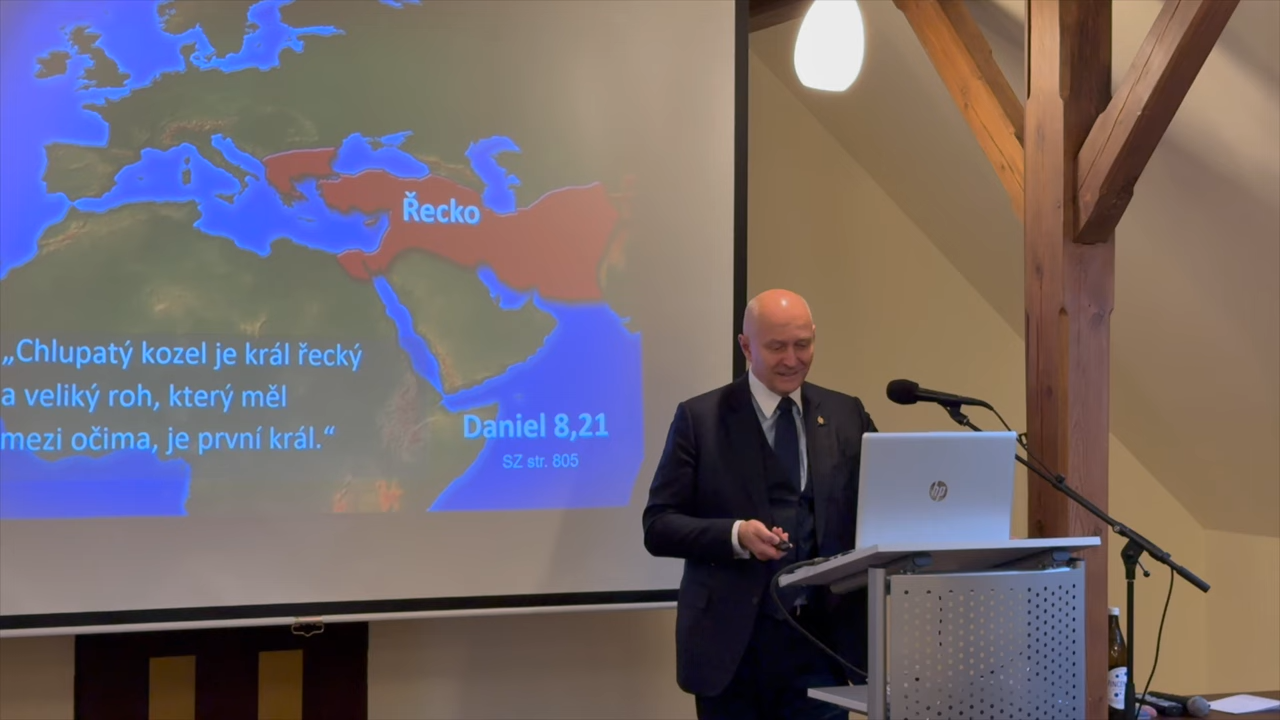 Řecko
„Chlupatý kozel je král řecký
a veliký roh, který měl
mezi očima, je první král.“
Daniel 8,21
SZ str. 805
hp